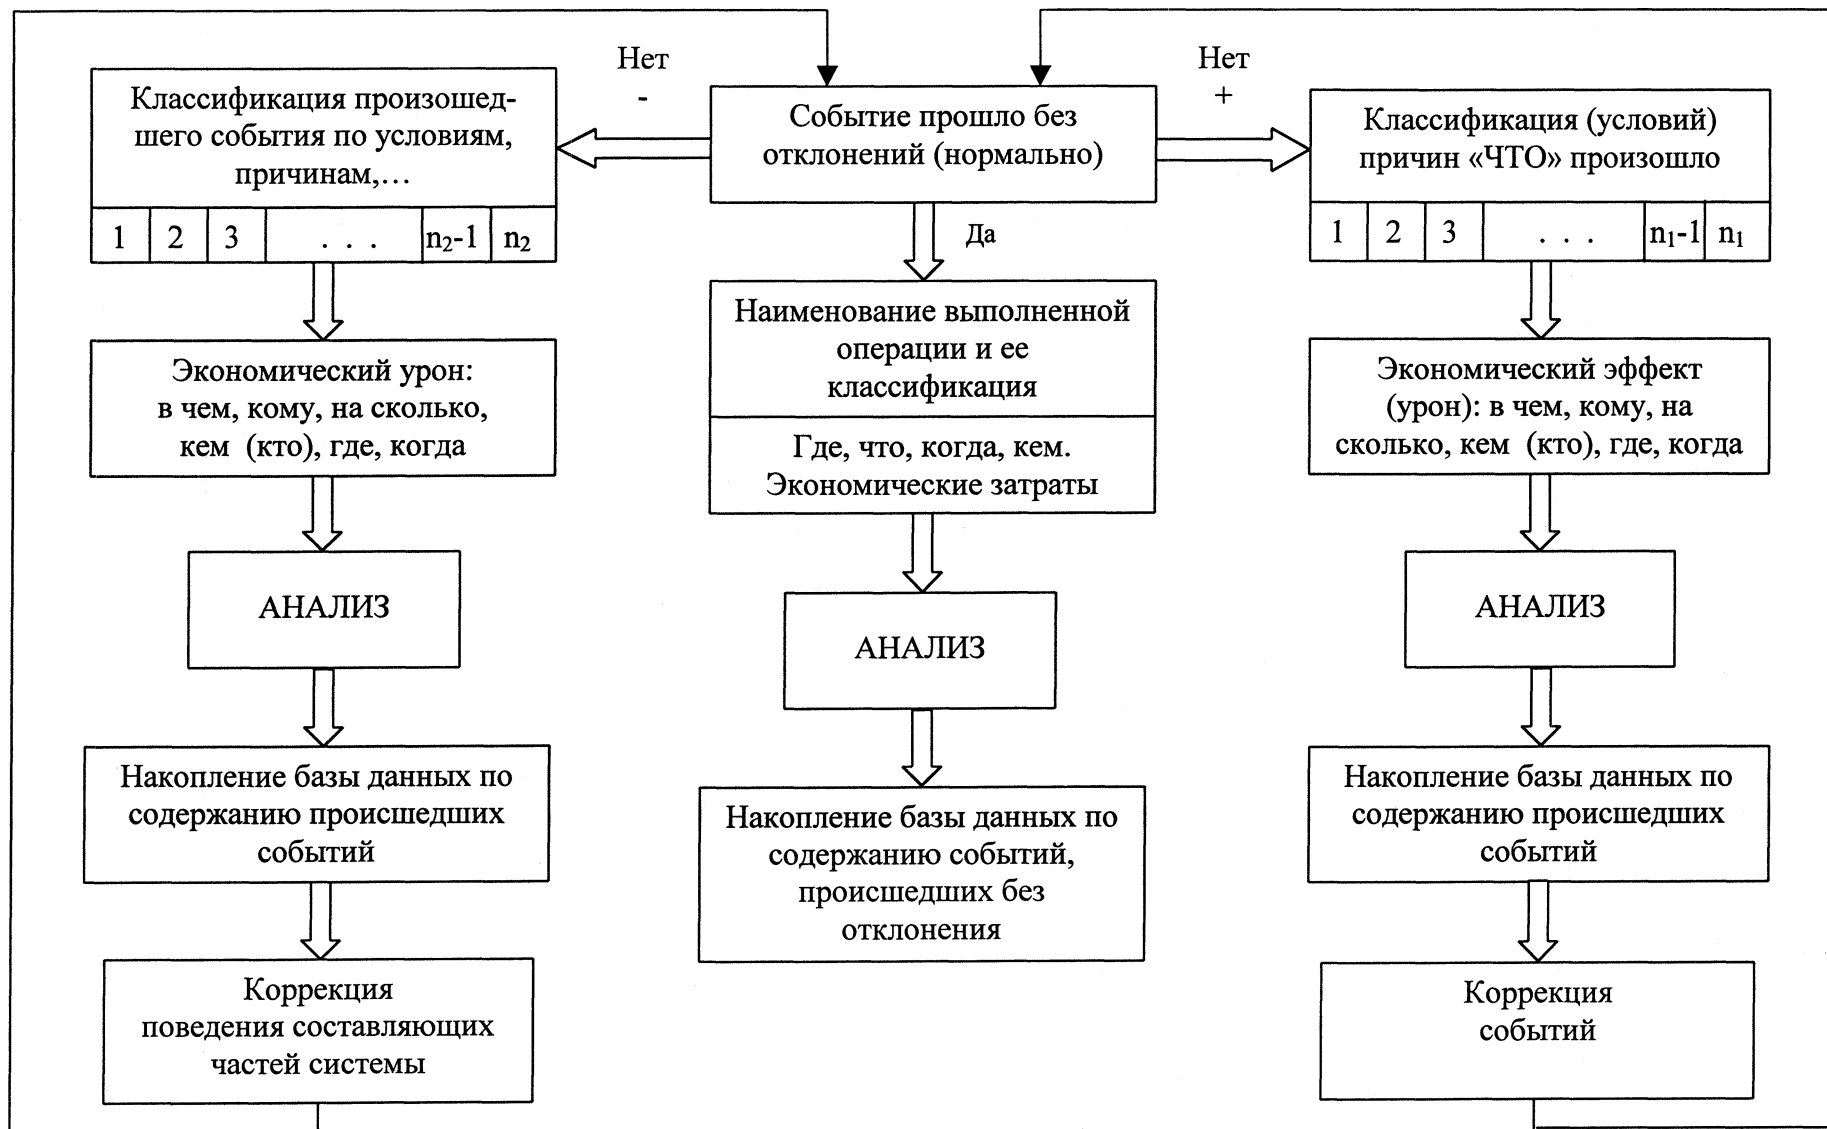 Нет
-
Нет
+
Классификация произошед-
шего события по условиям,
причинам,...
1 2 3 . . . n₂-1 n₂
Событие прошло без
отклонений (нормально)
Да
Классификация (условий)
причин «ЧТО» произошло
1 2 3 . . . n₁-1 n₁
Экономический урон:
в чем, кому, на сколько,
кем (кто), где, когда
Наименование выполненной
операции и ее
классификация
Где, что, когда, кем.
Экономические затраты
Экономический эффект
(урон): в чем, кому, на
сколько, кем (кто), где, когда
АНАЛИЗ
АНАЛИЗ
АНАЛИЗ
Накопление базы данных по
содержанию происшедших
событий
Накопление базы данных по
содержанию событий,
происшедших без
отклонения
Накопление базы данных по
содержанию происшедших
событий
Коррекция
поведения составляющих
частей системы
Коррекция
событий